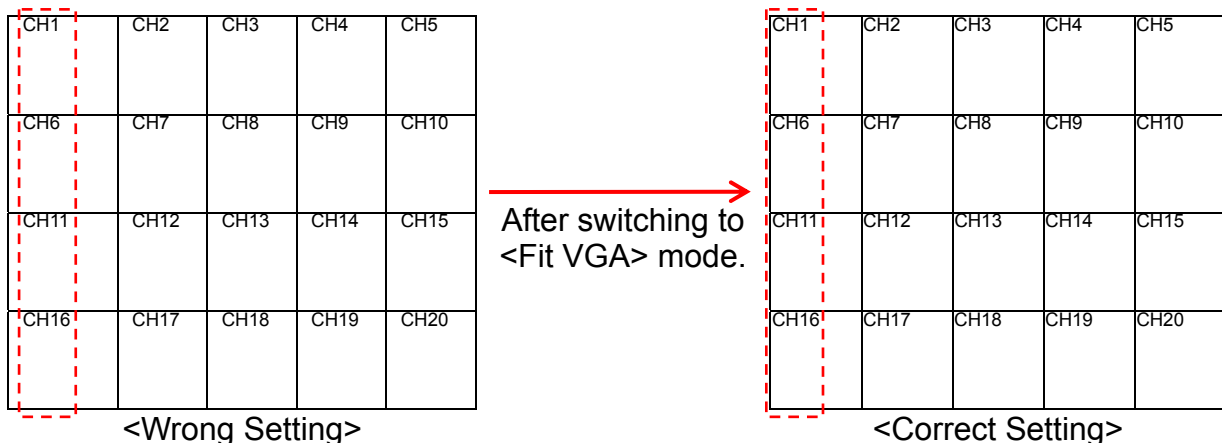 CH1 CH2 CH3 CH4 CH5
CH6 CH7 CH8 CH9 CH10
CH11 CH12 CH13 CH14 CH15
CH16 CH17 CH18 CH19 CH20
<Wrong Setting>
After switching to
<Fit VGA> mode.
CH1 CH2 CH3 CH4 CH5
CH6 CH7 CH8 CH9 CH10
CH11 CH12 CH13 CH14 CH15
CH16 CH17 CH18 CH19 CH20
<Correct Setting>